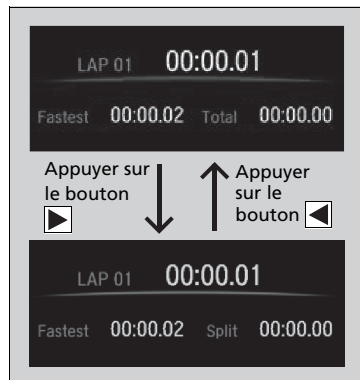 LAP 01 00:00.01
Fastest 00:00.02 Total 00:00.00
Appuyer sur
le bouton
Appuyer
sur le
bouton
LAP 01 00:00.01
Fastest 00:00.02 Split 00:00.00